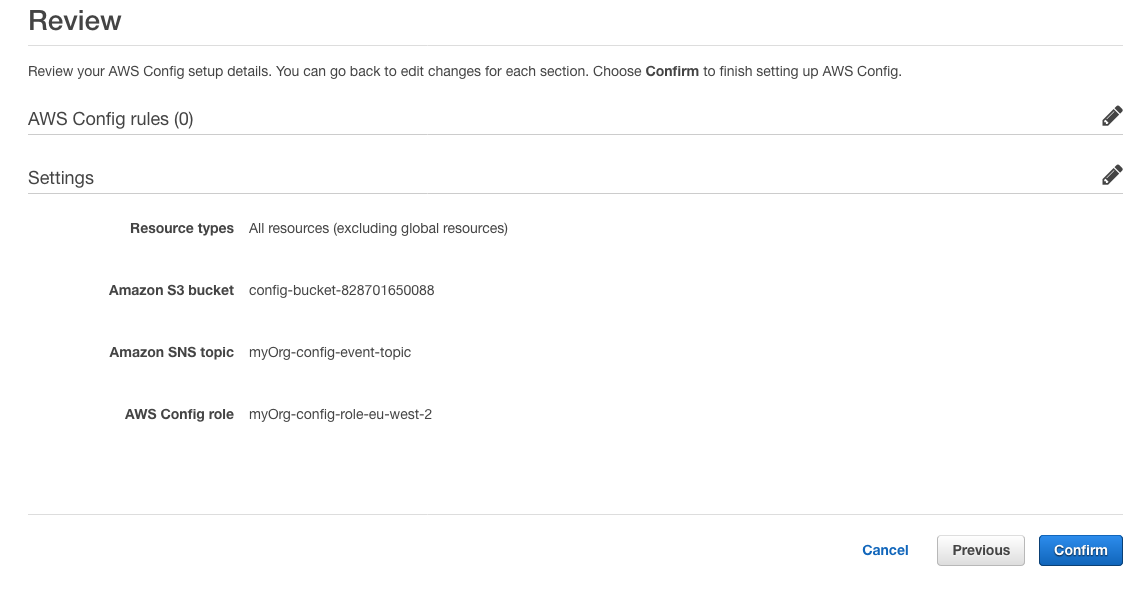 Review
Review your AWS Config setup details. You can go back to edit changes for each section. Choose Confirm to finish setting up AWS Config.
AWS Config rules (0)
Settings
Resource types All resources (excluding global resources)
Amazon S3 bucket config-bucket-828701650088
Amazon SNS topic myOrg-config-event-topic
AWS Config role myOrg-config-role-eu-west-2
Cancel Previous Confirm